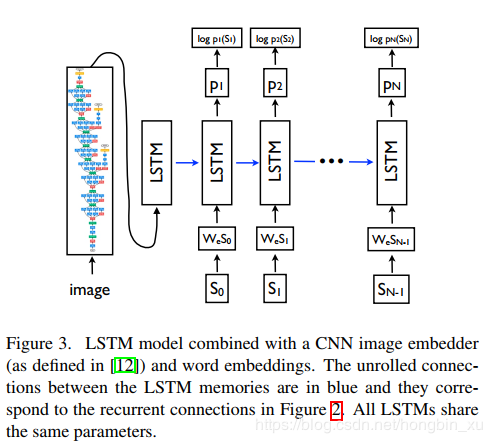 log p1(S1) log p2(S2) log pN(SN)
p1 p2 pN
LSTM LSTM LSTM LSTM
WeS0 WeS1 WeSN-1
image S0 S1 SN-1
Figure 3. LSTM model combined with a CNN image embedder
(as defined in [12]) and word embeddings. The unrolled connec-
tions between the LSTM memories are in blue and they corre-
spond to the recurrent connections in Figure 2. All LSTMs share
the same parameters.
https://blog.csdn.net/hongbin_xu